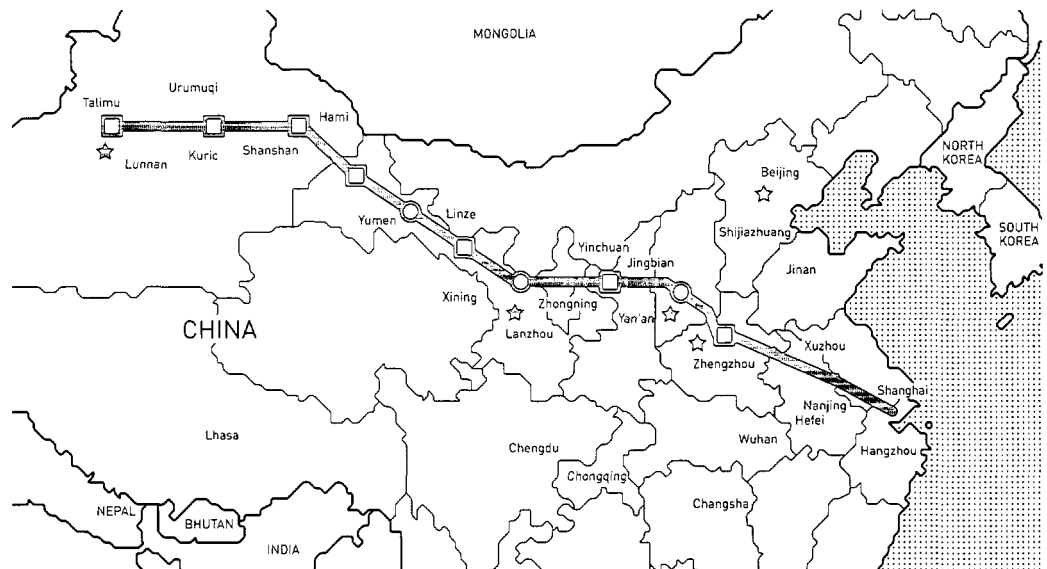 MONGOLIA
Urumuqi
Talimu
Hami
Lunnan
Kuric
Shanshan
NORTH
KOREA
Beijing
Yumen
Linze
Shijiazhuang
SOUTH
KOREA
Yinchuan
Jingbian
Jinan
Xining
Zhongning
CHINA
Lanzhou
Yan'an
Xuzhou
Zhengzhou
Shanghai
Nanjing
Hefei
Lhasa
Wuhan
Chengdu
Hangzhou
Chongqing
Changsha
NEPAL
BHUTAN
INDIA